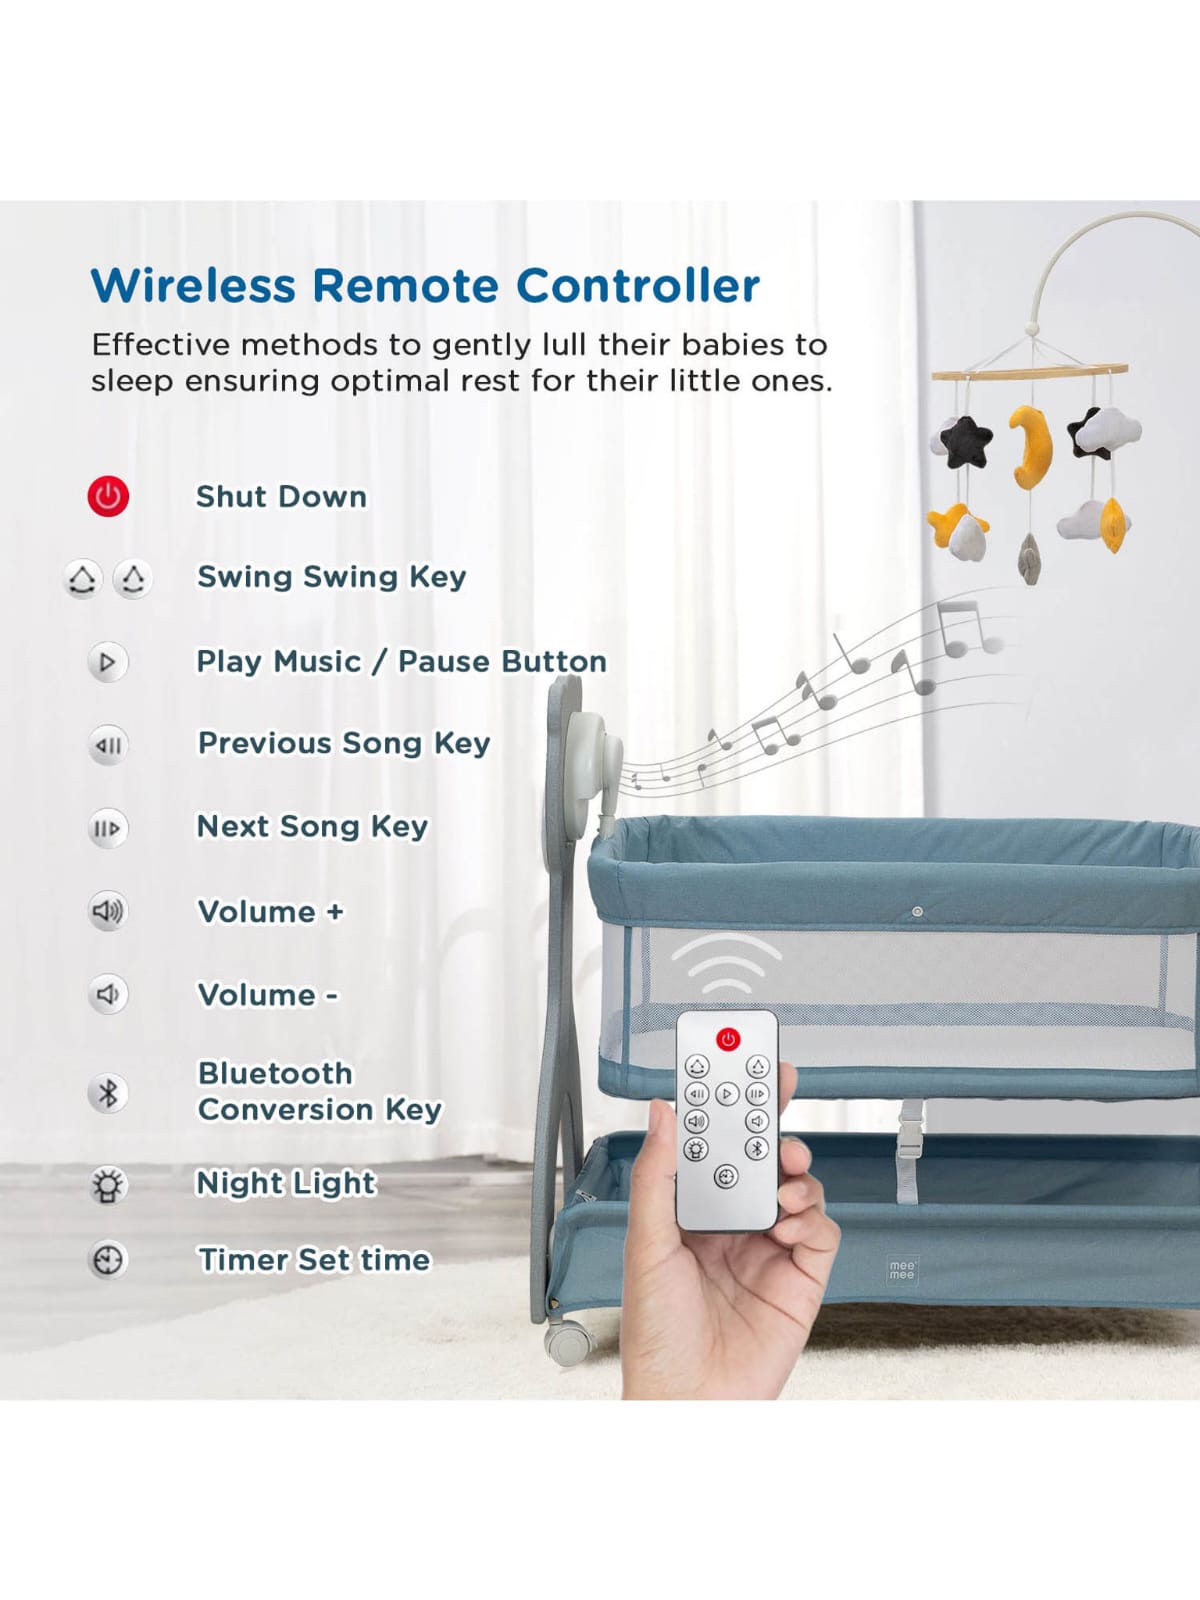 Wireless Remote Controller
Effective methods to gently lull their babies to
sleep ensuring optimal rest for their little ones.
Shut Down
Swing Swing Key
Play Music / Pause Button
Previous Song Key
Next Song Key
Volume +
Volume -
Bluetooth
Conversion Key
Night Light
Timer Set time
mee
mee